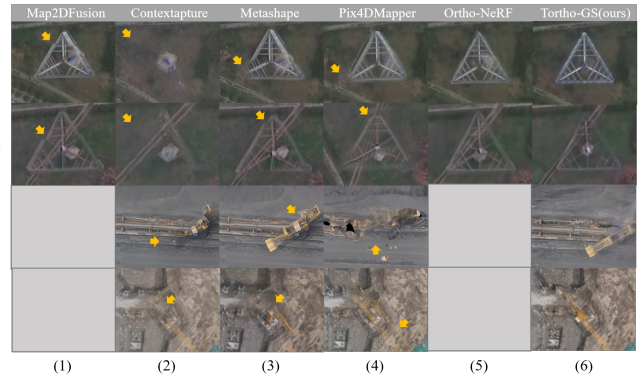 Map2DFusion Contextapture Metashape Pix4DMapper Ortho-NeRF Tortho-GS(ours)
(1) (2) (3) (4) (5) (6)